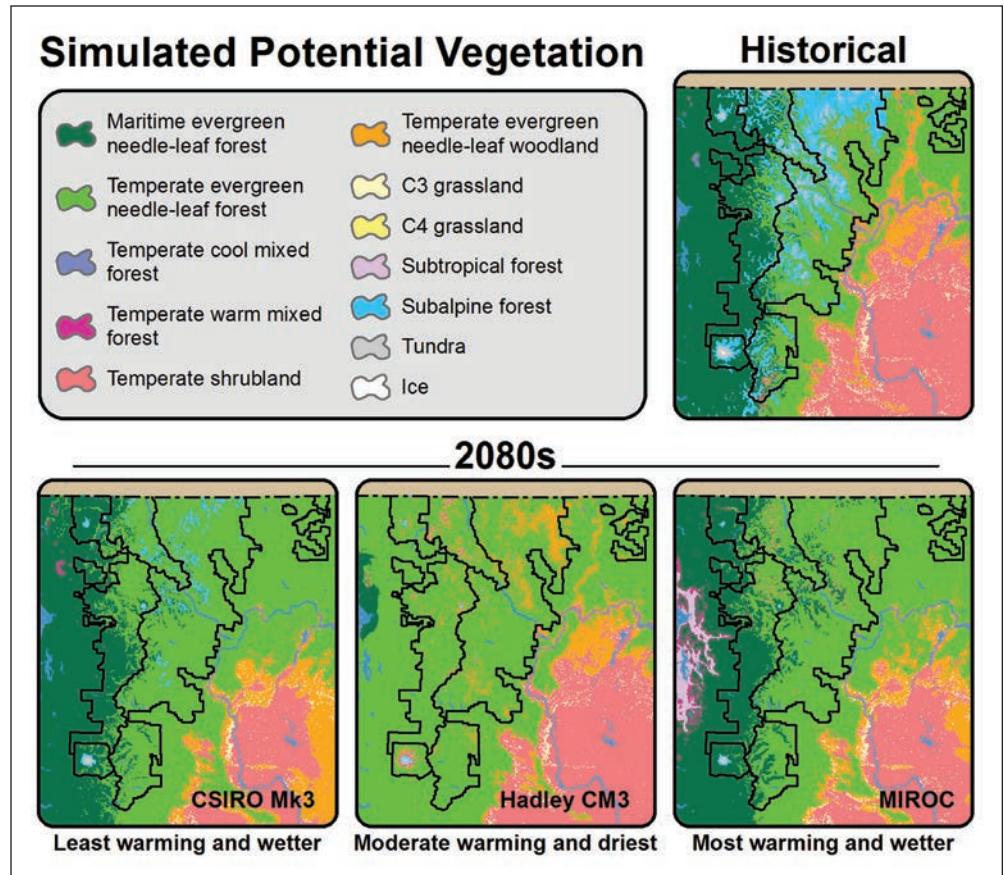 Simulated Potential Vegetation
Historical
Maritime evergreen
needle-leaf forest
Temperate evergreen
needle-leaf forest
Temperate cool mixed
forest
Temperate warm mixed
forest
Temperate shrubland
Temperate evergreen
needle-leaf woodland
C3 grassland
C4 grassland
Subtropical forest
Subalpine forest
Tundra
Ice
2080s
CSIRO Mk3
Hadley CM3
MIROC
Least warming and wetter
Moderate warming and driest
Most warming and wetter